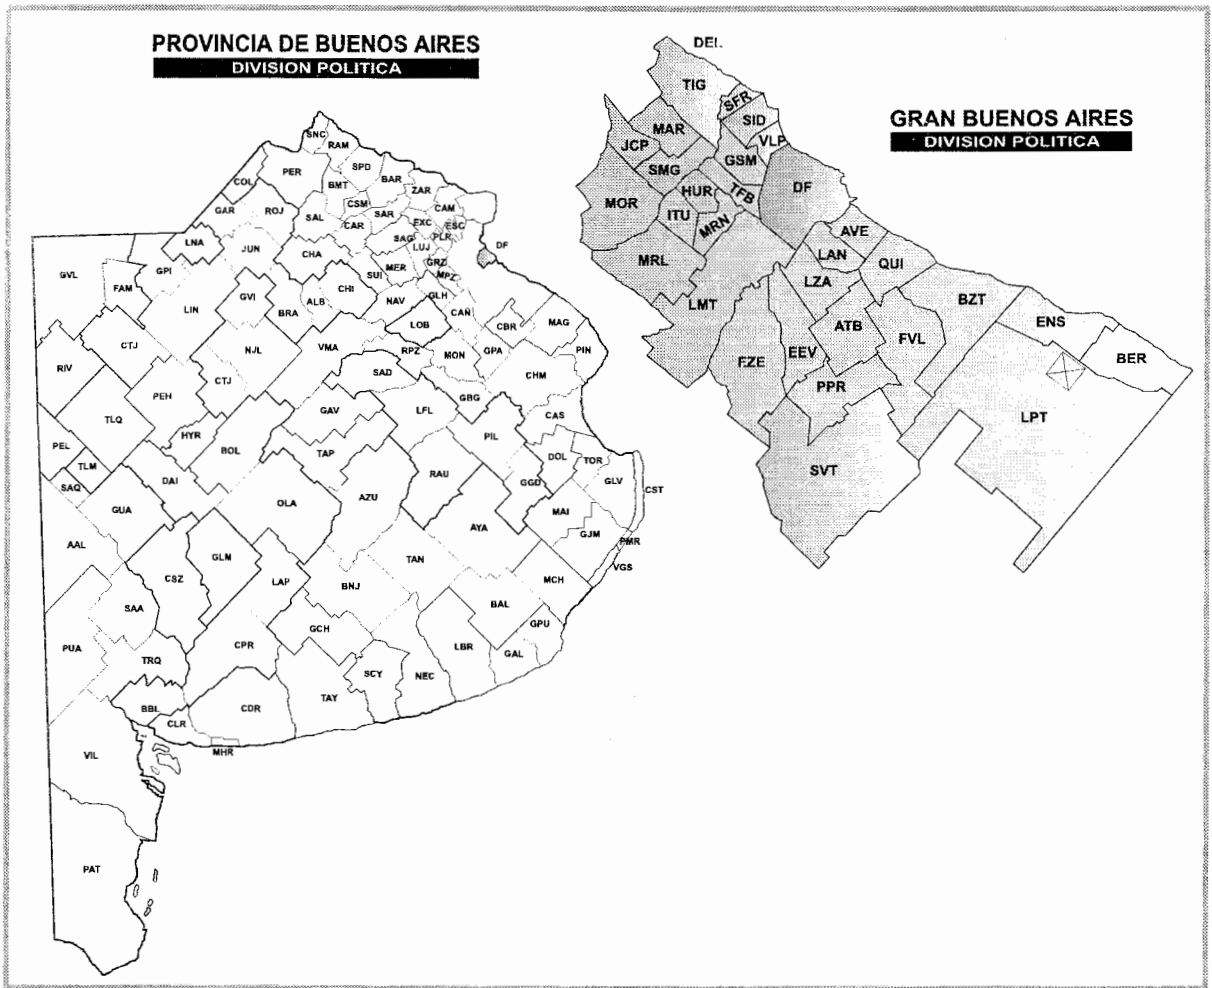 PROVINCIA DE BUENOS AIRES
DIVISION POLITICA
SNC
RAM
PER
SPD
COL
BMT
BAR
ZAR
GAR
ROJ
CSM
CAM
SAL
SAR
CAR
EXC
ESC
LNA
JUN
SAG
PLR
CHA
LUJ
DF
GVL
GPI
MER
GRZ
FAM
SUI
MPZ
LIN
GVI
CHI
GLH
ALB
NAV
BRA
CAÑ
LOB
CBR
MAG
CTJ
VMA
RPZ
MON
GPA
PIN
NJL
RIV
SAD
CHM
CTJ
PEH
GBG
GAV
LFL
CAS
TLQ
HYR
PIL
PEL
BOL
TAP
DOL
TOR
TLM
RAU
SAQ
DAI
GGD
GLV
CST
AZU
GUA
OLA
MAI
AYA
GJM
PMR
AAL
GLM
TAN
VGS
CSZ
LAP
BNJ
MCH
SAA
BAL
GCH
GPU
PUA
CPR
LBR
GAL
TRQ
SCY
NEC
TAY
BBL
CDR
CLR
MHR
VIL
PAT
GRAN BUENOS AIRES
DIVISION POLITICA
DEL
TIG
SFR
SID
MAR
VLP
JCP
GSM
SMG
DF
HUR
TFB
MOR
ITU
MRN
AVE
LAN
MRL
QUI
LZA
LMT
BZT
ENS
ATB
FVL
EEV
BER
FZE
PPR
LPT
SVT